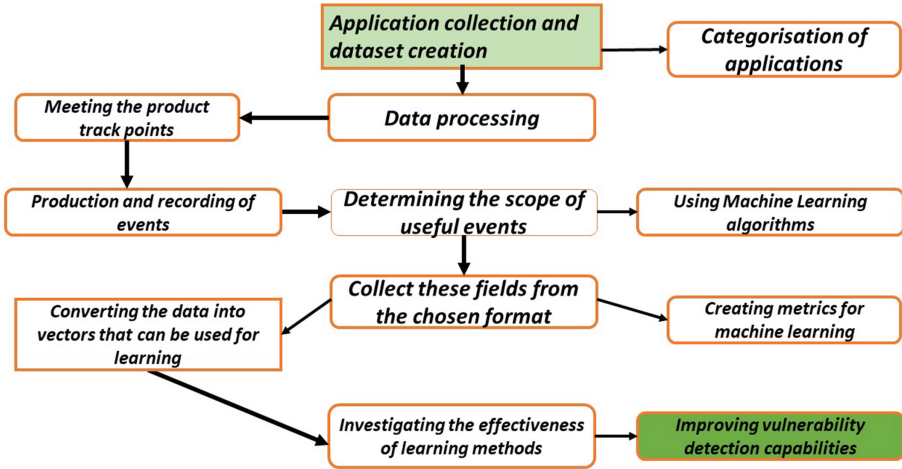 Application collection and
dataset creation
Categorisation of
applications
Meeting the product
track points
Data processing
Production and recording of
events
Determining the scope of
useful events
Using Machine Learning
algorithms
Converting the data into
vectors that can be used for
learning
Collect these fields from
the chosen format
Creating metrics for
machine learning
Investigating the effectiveness
of learning methods
Improving vulnerability
detection capabilities